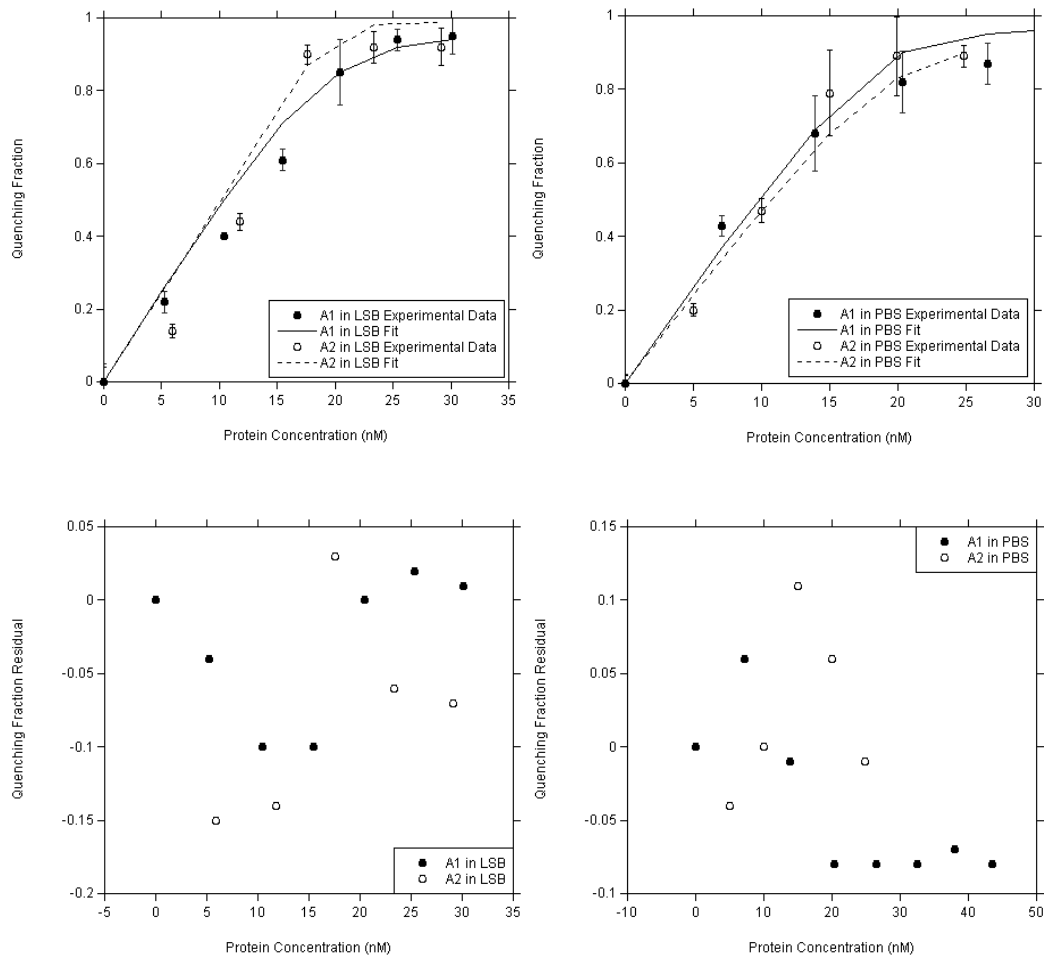 1
0.8
0.6
0.4
0.2
0
Quenching Fraction
0 5 10 15 20 25 30 35
Protein Concentration (nM)
A1 in LSB Experimental Data
A1 in LSB Fit
A2 in LSB Experimental Data
A2 in LSB Fit
1
0.8
0.6
0.4
0.2
0
Quenching Fraction
0 5 10 15 20 25 30
Protein Concentration (nM)
A1 in PBS Experimental Data
A1 in PBS Fit
A2 in PBS Experimental Data
A2 in PBS Fit
0.05
0
-0.05
-0.1
-0.15
-0.2
Quenching Fraction Residual
-5 0 5 10 15 20 25 30 35
Protein Concentration (nM)
A1 in LSB
A2 in LSB
0.15
0.1
0.05
0
-0.05
-0.1
Quenching Fraction Residual
-10 0 10 20 30 40 50
Protein Concentration (nM)
A1 in PBS
A2 in PBS